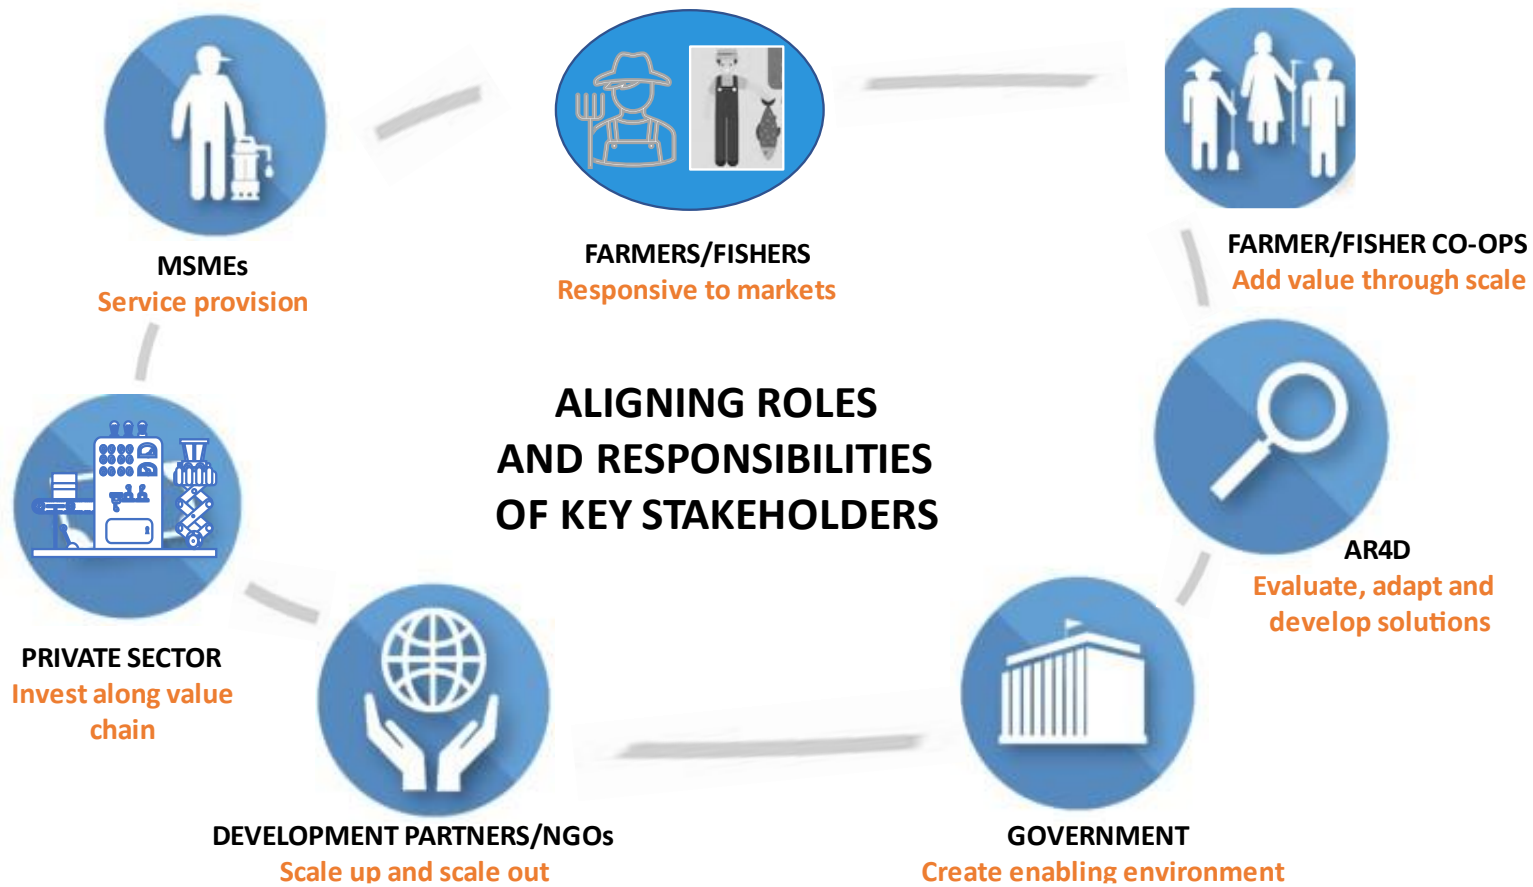 MSMEs
Service provision
FARMERS/FISHERS
Responsive to markets
FARMER/FISHER CO-OPS
Add value through scale
ALIGNING ROLES
AND RESPONSIBILITIES
OF KEY STAKEHOLDERS
AR4D
Evaluate, adapt and
develop solutions
PRIVATE SECTOR
Invest along value
chain
DEVELOPMENT PARTNERS/NGOs
Scale up and scale out
GOVERNMENT
Create enabling environment